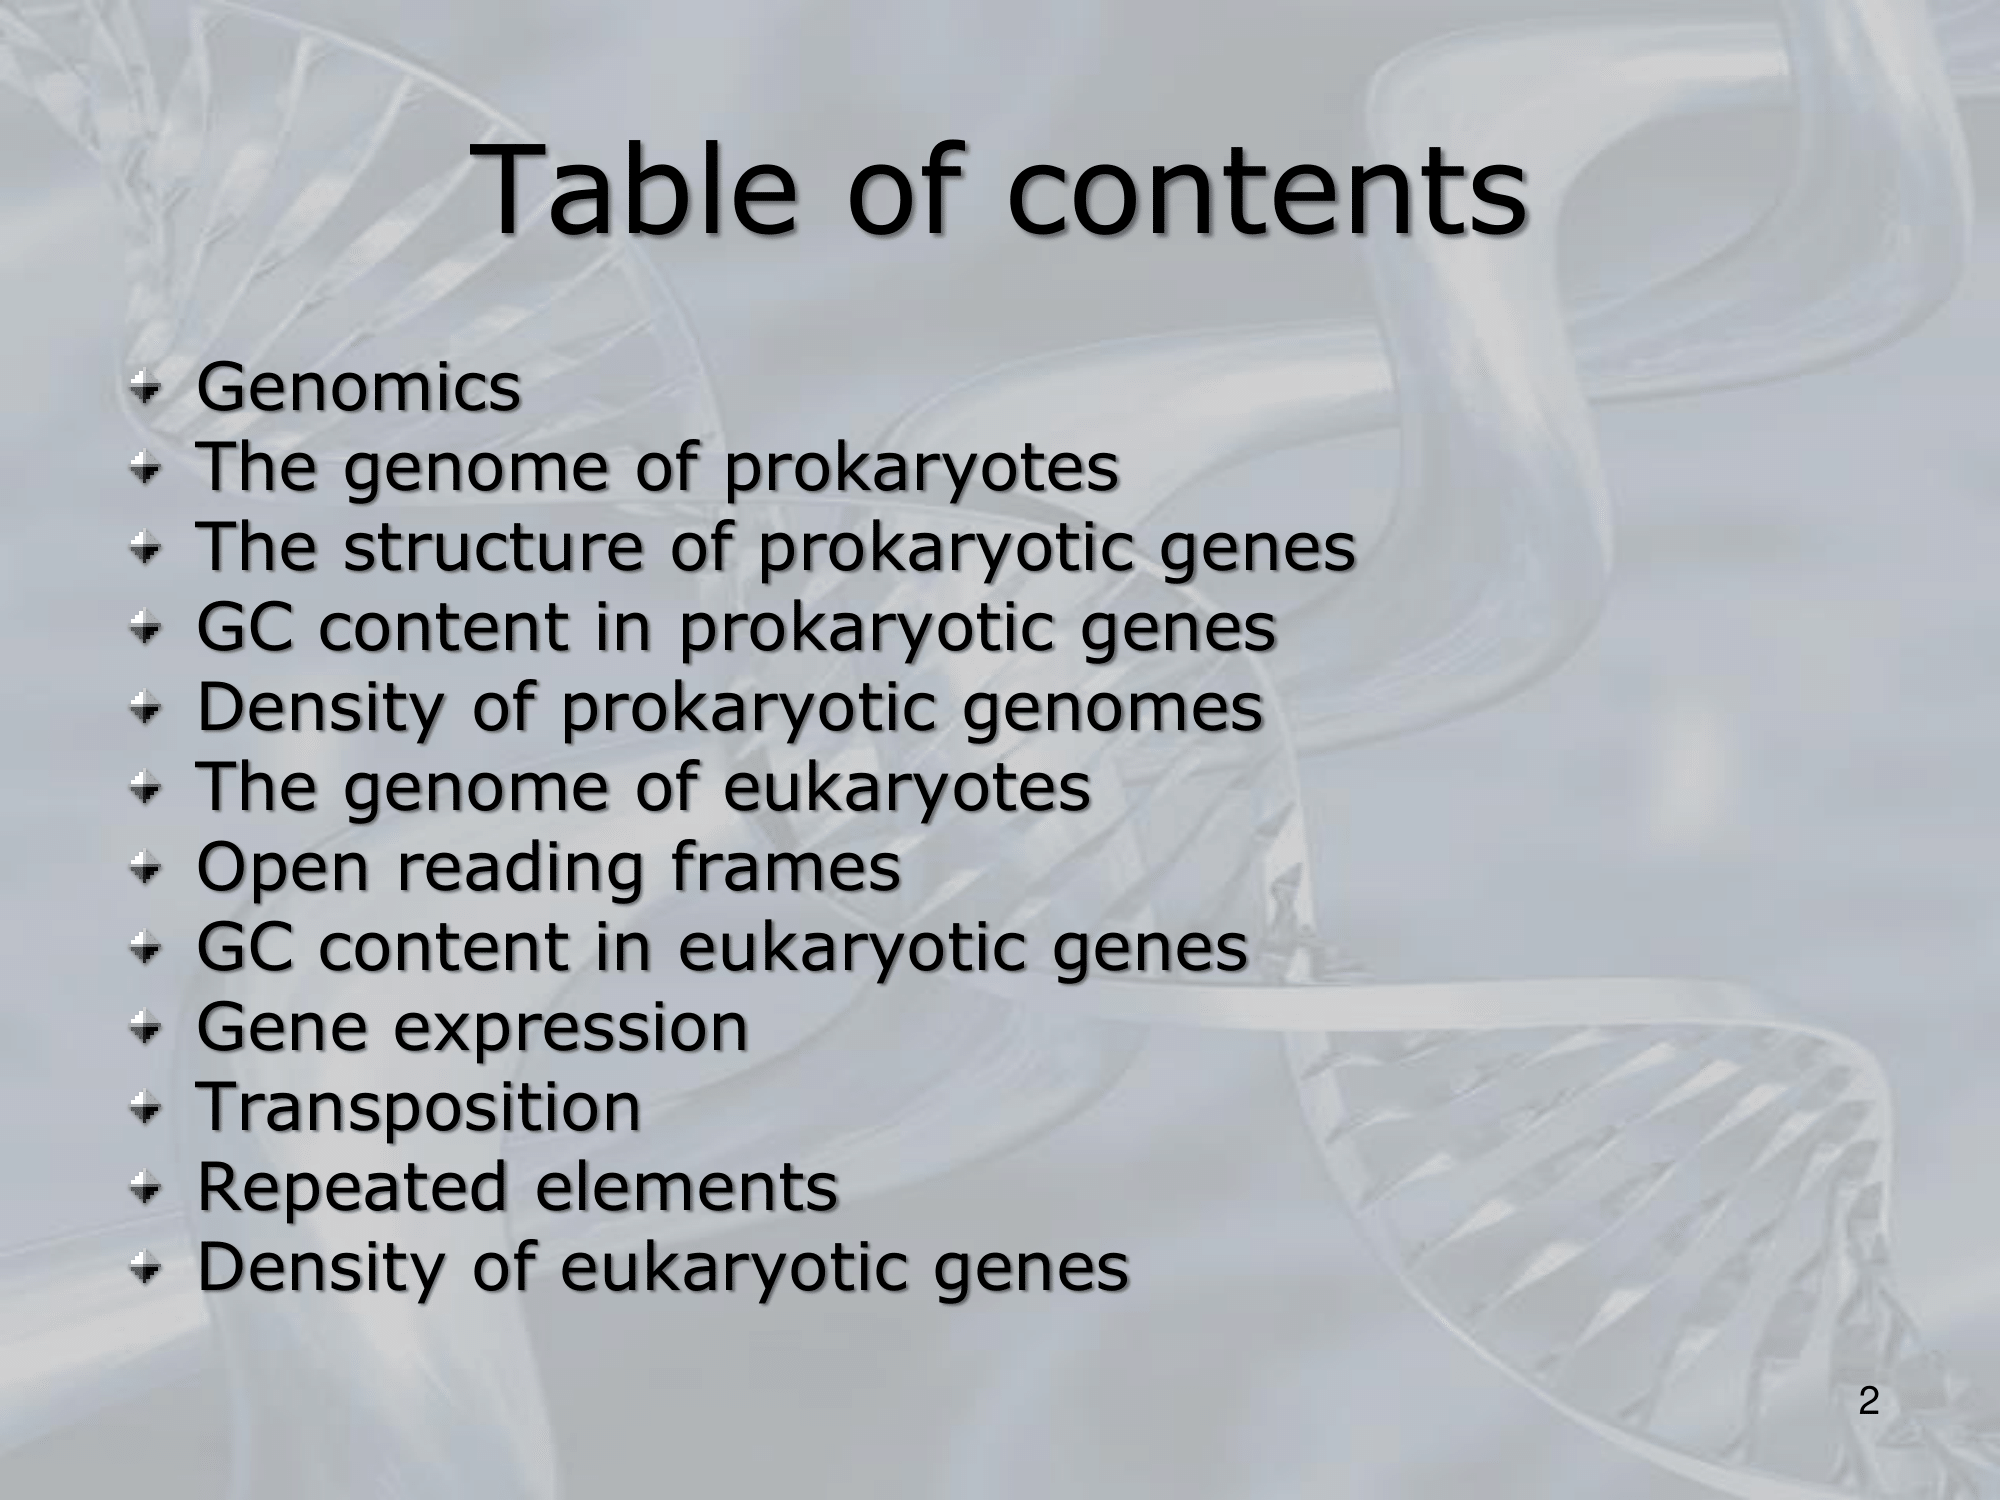 Table of contents
Genomics
The genome of prokaryotes
The structure of prokaryotic genes
GC content in prokaryotic genes
Density of prokaryotic genomes
The genome of eukaryotes
Open reading frames
GC content in eukaryotic genes
Gene expression
Transposition
Repeated elements
Density of eukaryotic genes
2